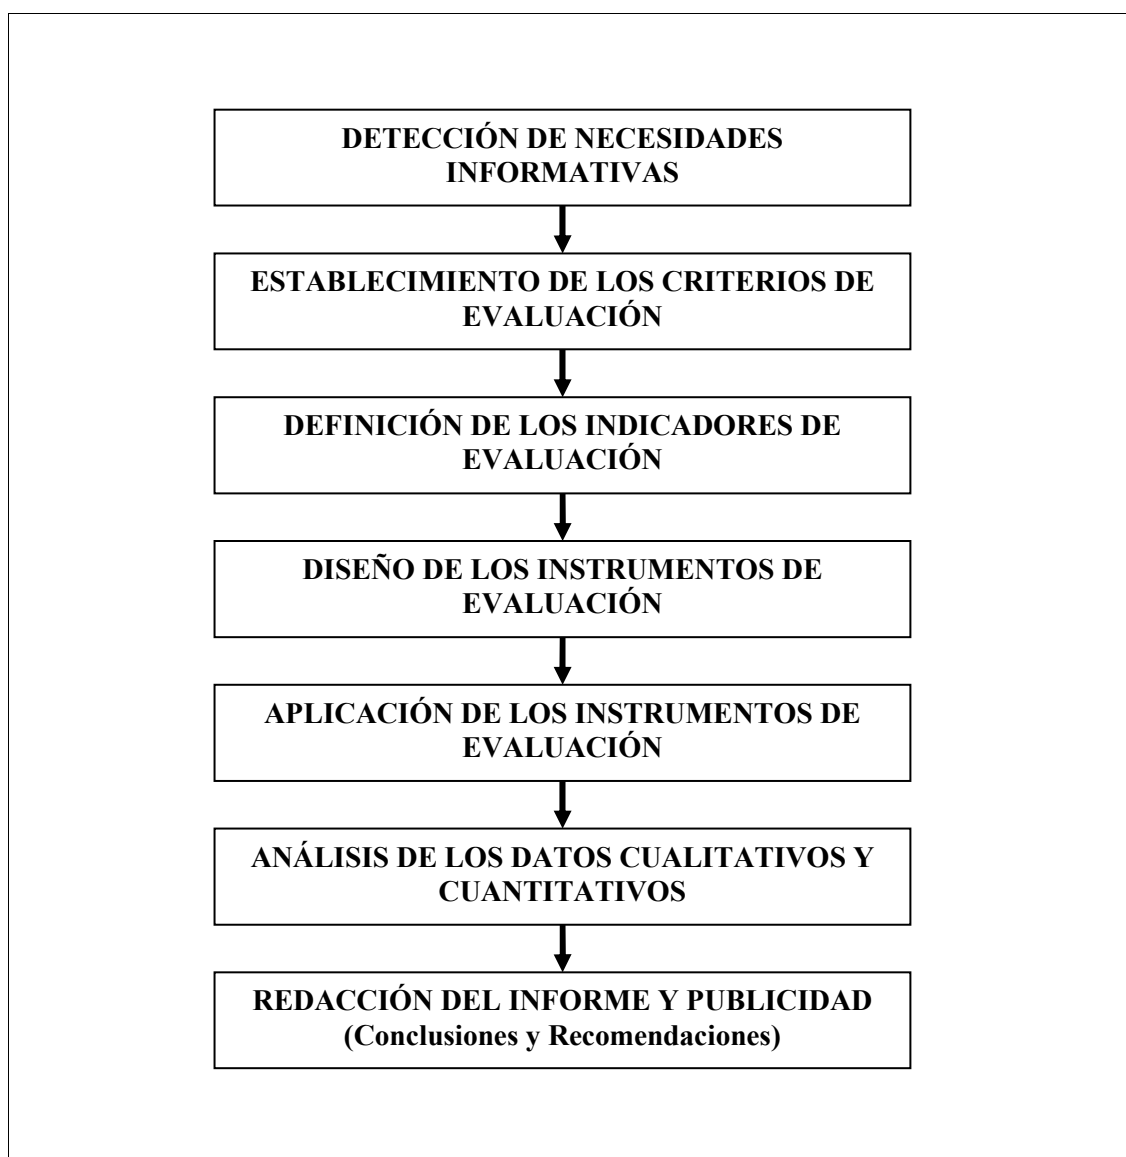 DETECCIÓN DE NECESIDADES
INFORMATIVAS
ESTABLECIMIENTO DE LOS CRITERIOS DE
EVALUACIÓN
DEFINICIÓN DE LOS INDICADORES DE
EVALUACIÓN
DISEÑO DE LOS INSTRUMENTOS DE
EVALUACIÓN
APLICACIÓN DE LOS INSTRUMENTOS DE
EVALUACIÓN
ANÁLISIS DE LOS DATOS CUALITATIVOS Y
CUANTITATIVOS
REDACCIÓN DEL INFORME Y PUBLICIDAD
(Conclusiones y Recomendaciones)